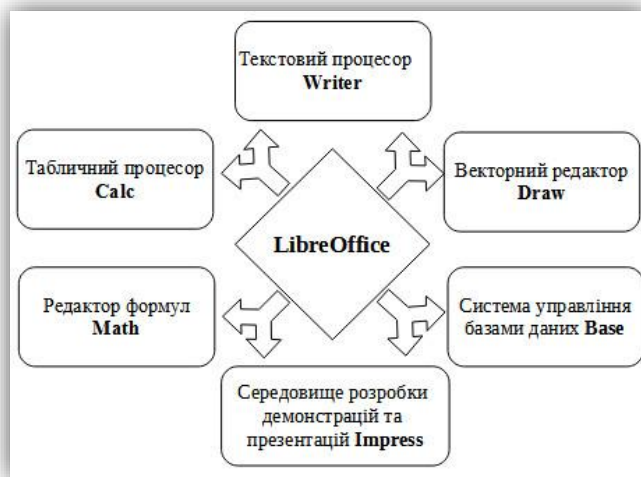 Текстовий процесор
Writer
Табличний процесор
Calc
Векторний редактор
Draw
LibreOffice
Редактор формул
Math
Система управління
базами даних Base
Середовище розробки
демонстрацій та
презентацій Impress